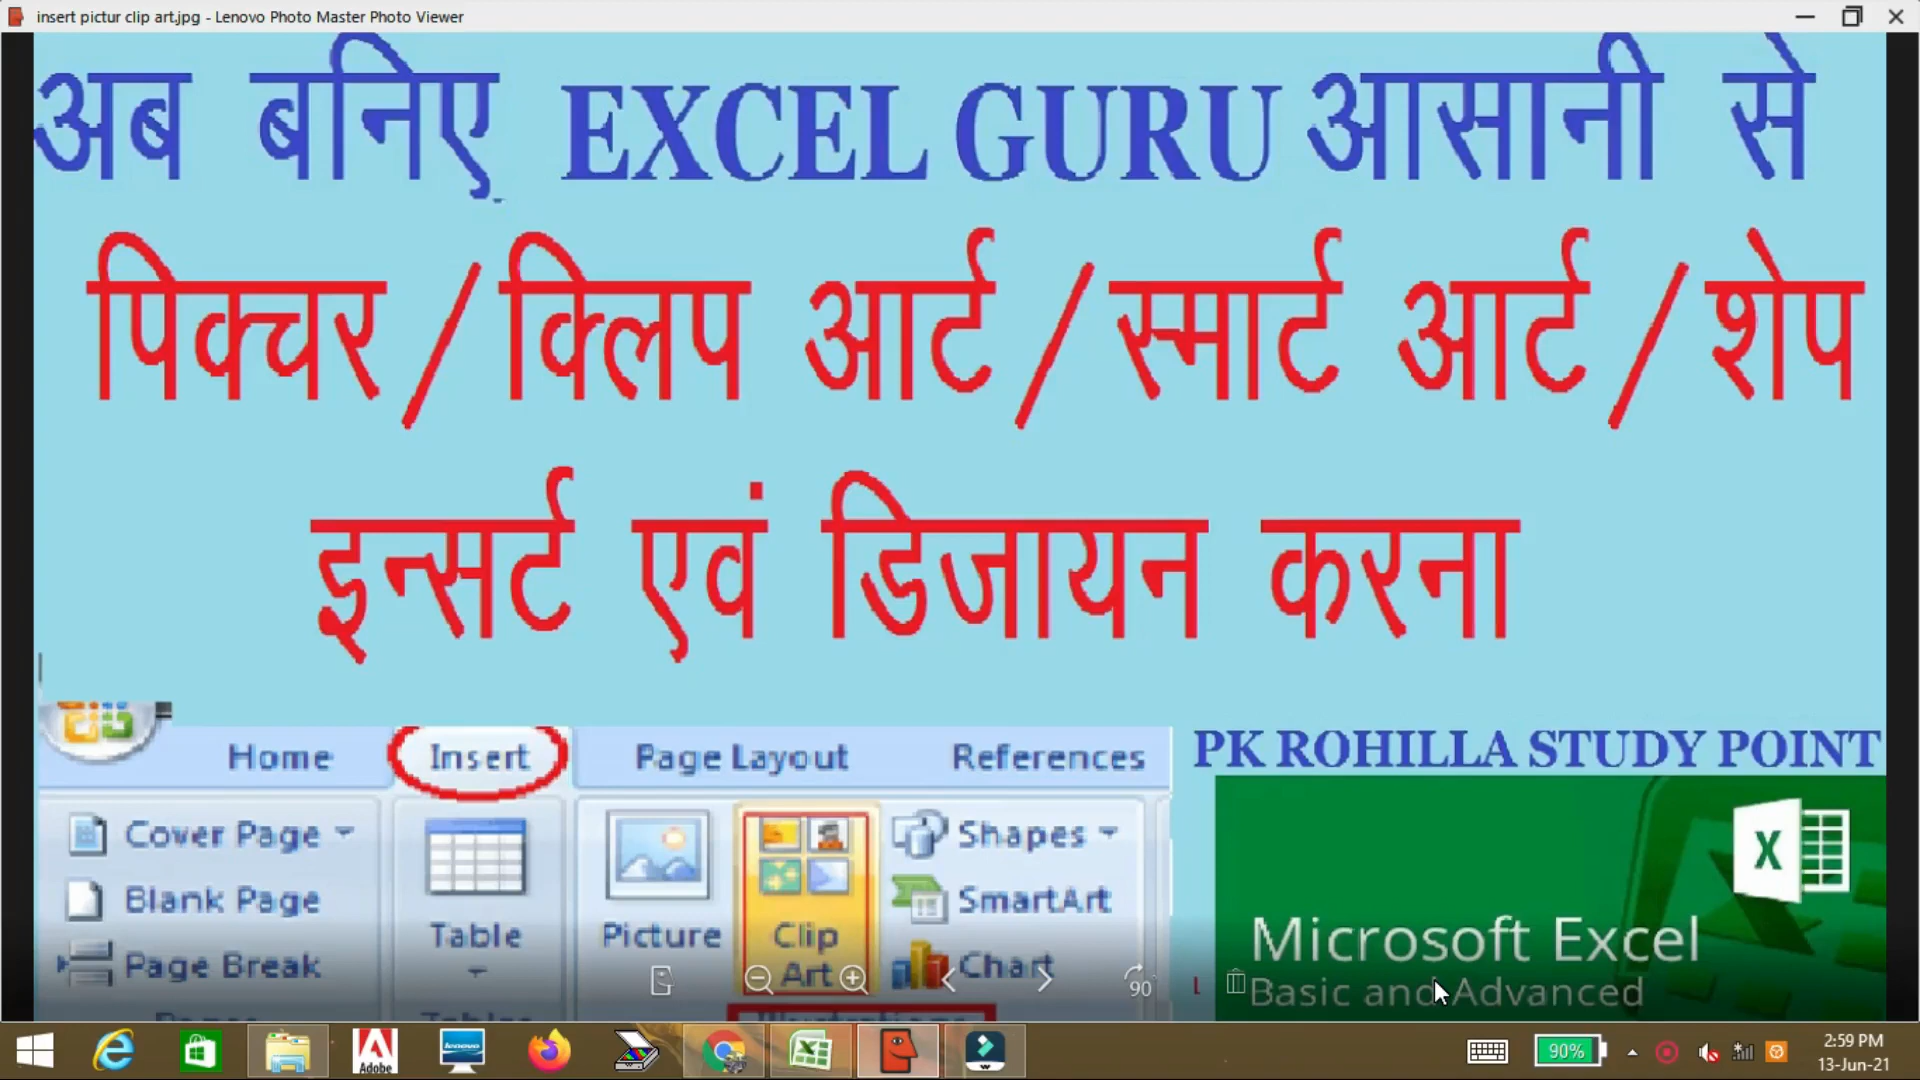 insert pictur clip art.jpg - Lenovo Photo Master Photo Viewer
अब बनिए EXCEL GURU आसानी से
पिक्चर/क्लिप आर्ट/स्मार्ट आर्ट/शेप
इन्सर्ट एवं डिजायन करना
Home Insert Page Layout References
PK ROHILLA STUDY POINT
Cover Page
Blank Page
Page Break
Table
Picture
Clip
Art
Shapes
SmartArt
Chart
X
Microsoft Excel
Basic and Advanced
90
Adobe
lenovo
90%
2:59 PM
13-Jun-21